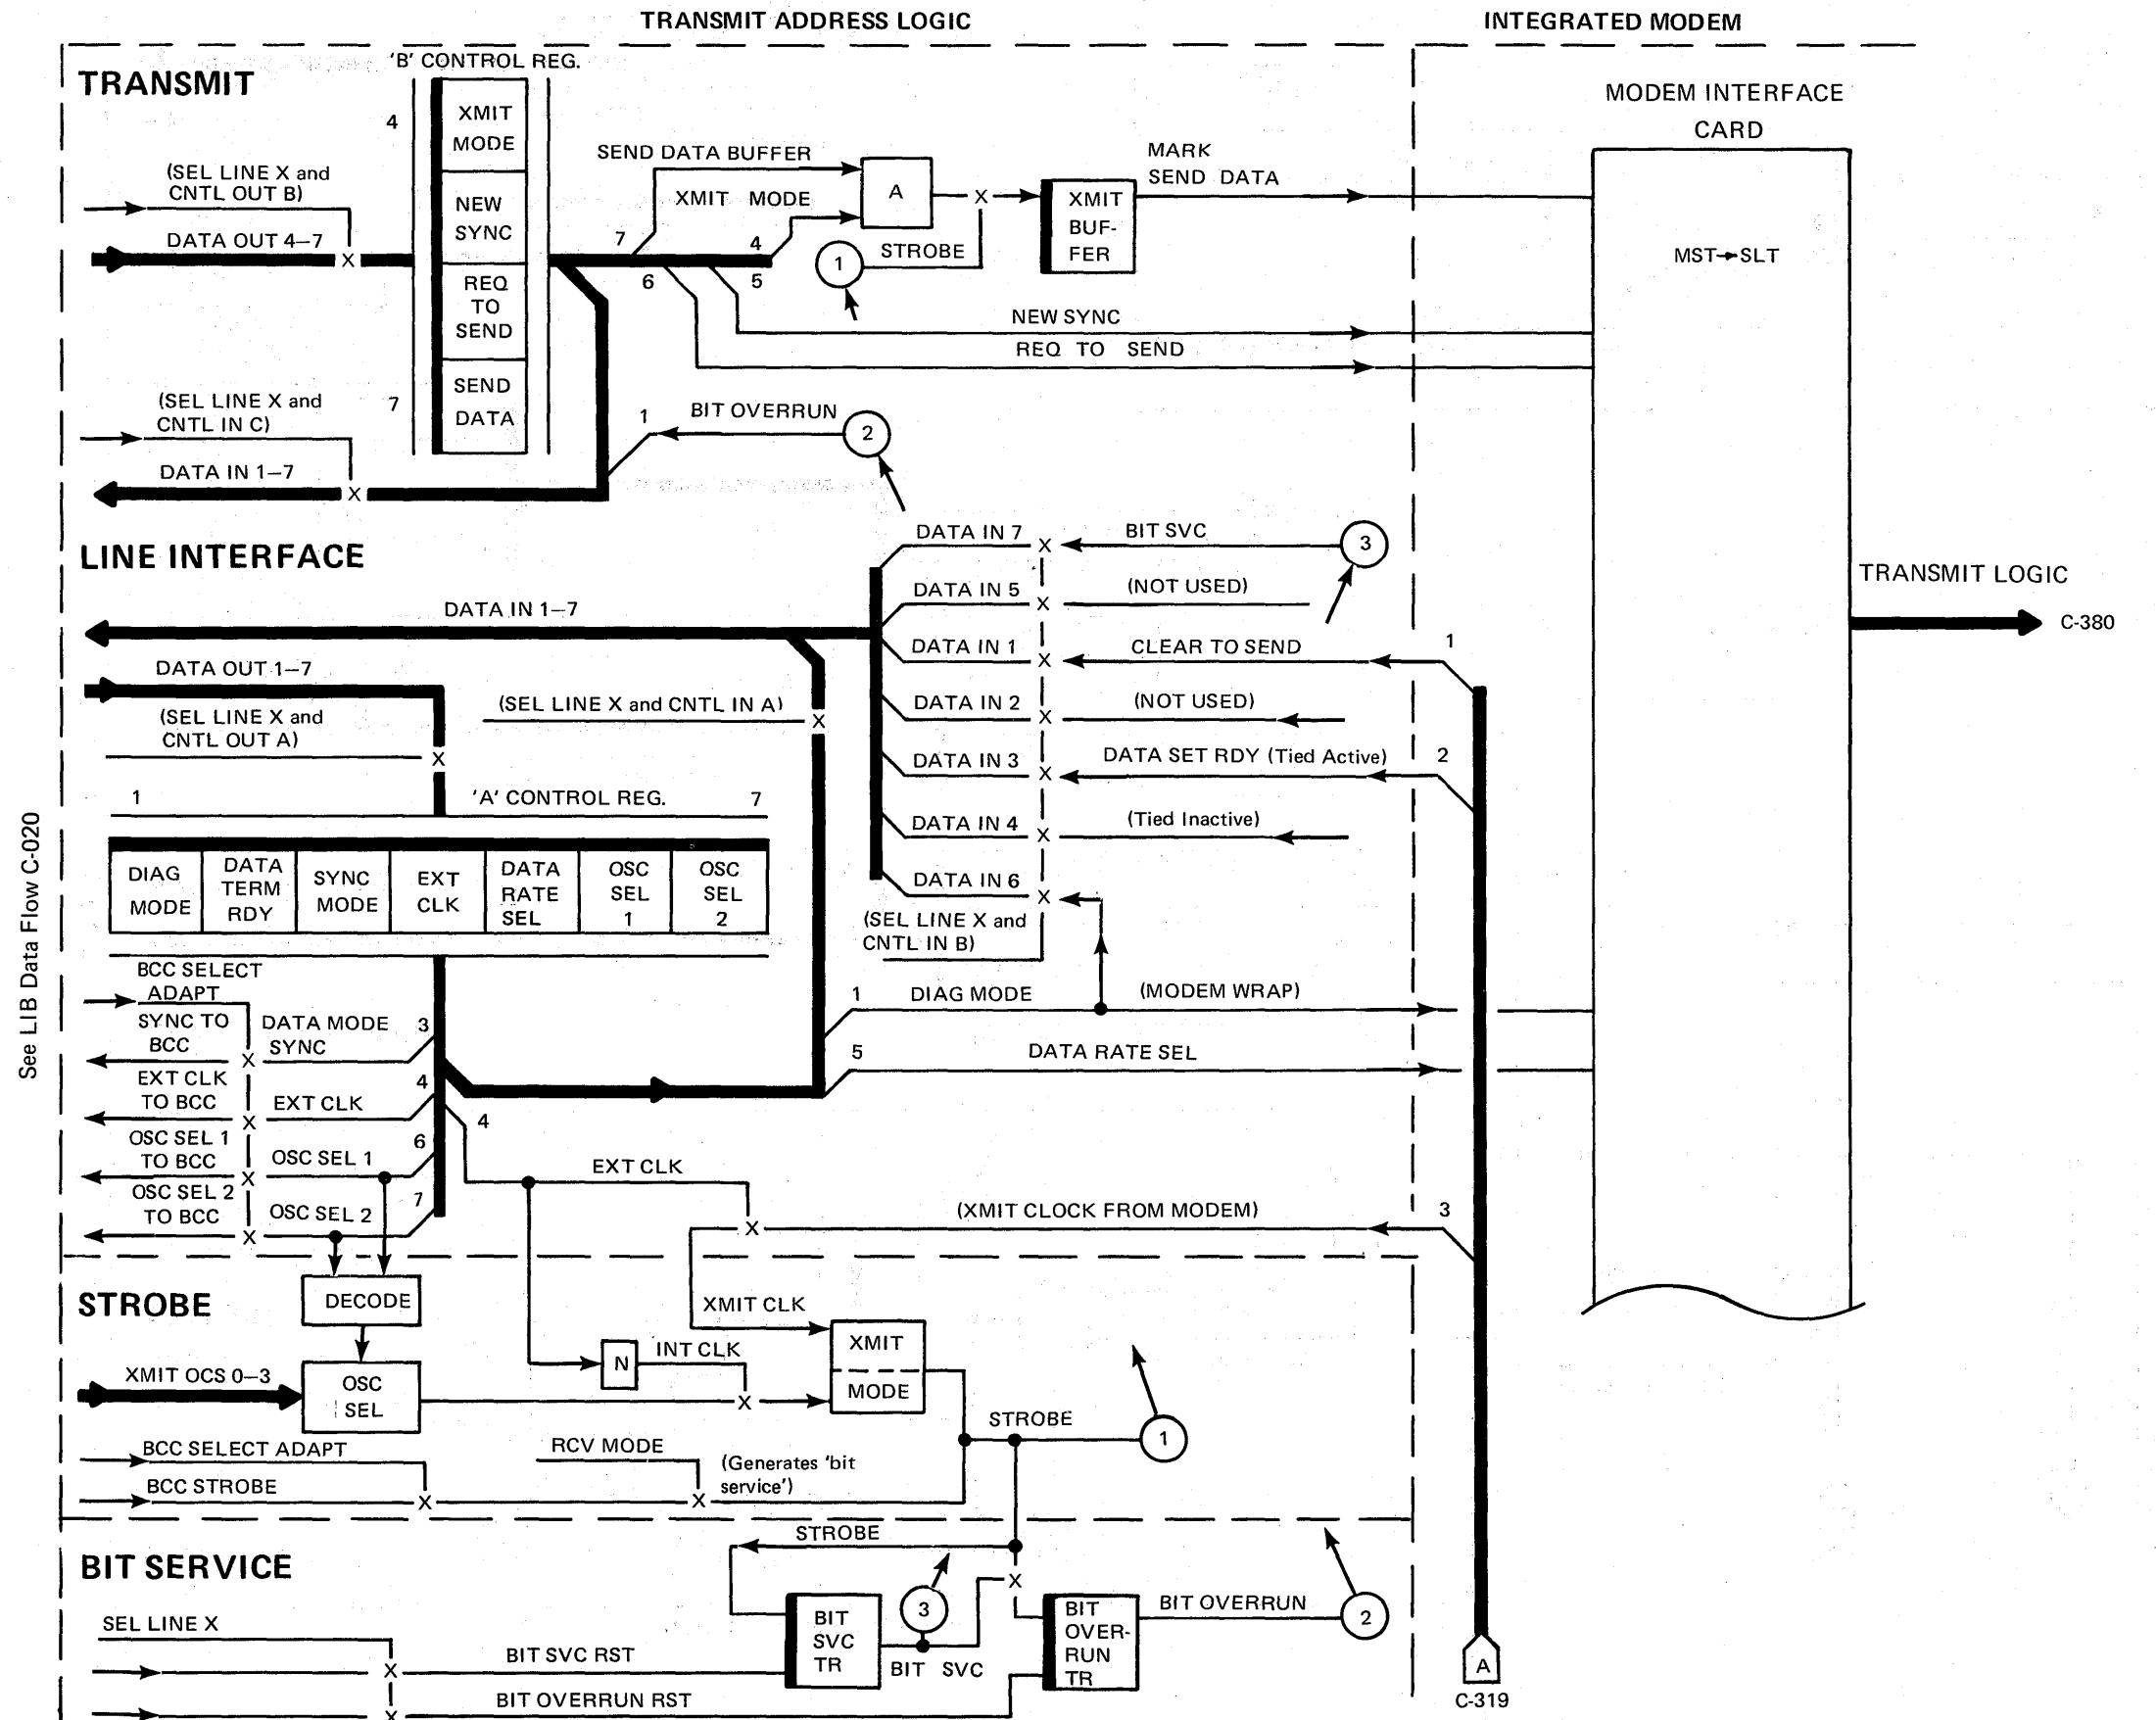 TRANSMIT ADDRESS LOGIC
INTEGRATED MODEM
TRANSMIT
'B' CONTROL REG.
4
XMIT
MODE
NEW
SYNC
REQ
TO
SEND
SEND
DATA
7
(SEL LINE X and
CNTL OUT B)
DATA OUT 4–7
X
(SEL LINE X and
CNTL IN C)
DATA IN 1–7
X
SEND DATA BUFFER
XMIT MODE
7
4
6
5
A
X
1
STROBE
XMIT
BUF-
FER
MARK
SEND DATA
NEW SYNC
REQ TO SEND
1
BIT OVERRUN
2
MODEM INTERFACE
CARD
MST→SLT
TRANSMIT LOGIC
C-380
LINE INTERFACE
DATA IN 1–7
DATA OUT 1–7
(SEL LINE X and
CNTL OUT A)
X
(SEL LINE X and CNTL IN A)
X
DATA IN 7
X
BIT SVC
3
DATA IN 5
X
(NOT USED)
DATA IN 1
X
CLEAR TO SEND
1
DATA IN 2
X
(NOT USED)
DATA IN 3
X
DATA SET RDY (Tied Active)
2
DATA IN 4
X
(Tied Inactive)
DATA IN 6
X
(SEL LINE X and
CNTL IN B)
1
'A' CONTROL REG.
7
DIAG
MODE
DATA
TERM
RDY
SYNC
MODE
EXT
CLK
DATA
RATE
SEL
OSC
SEL
1
OSC
SEL
2
See LIB Data Flow C-020
BCC SELECT
ADAPT
SYNC TO
BCC
X
DATA MODE
SYNC
3
EXT CLK
TO BCC
X
EXT CLK
4
4
OSC SEL 1
TO BCC
X
OSC SEL 1
6
OSC SEL 2
TO BCC
X
OSC SEL 2
7
1
DIAG MODE
(MODEM WRAP)
5
DATA RATE SEL
EXT CLK
X
(XMIT CLOCK FROM MODEM)
3
STROBE
DECODE
XMIT OCS 0–3
OSC
SEL
N
INT CLK
X
XMIT CLK
XMIT
MODE
STROBE
1
BCC SELECT ADAPT
BCC STROBE
X
RCV MODE
X
(Generates 'bit
service')
BIT SERVICE
STROBE
X
3
SEL LINE X
X
BIT SVC RST
BIT
SVC
TR
BIT SVC
BIT
OVER-
RUN
TR
BIT OVERRUN
2
X
BIT OVERRUN RST
A
C-319